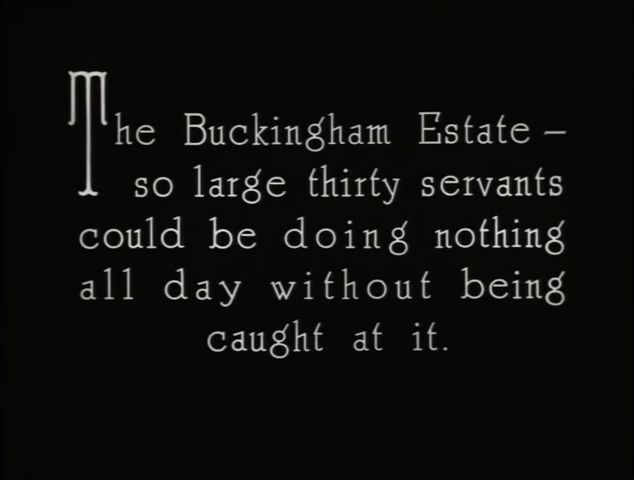 The Buckingham Estate –
so large thirty servants
could be doing nothing
all day without being
caught at it.